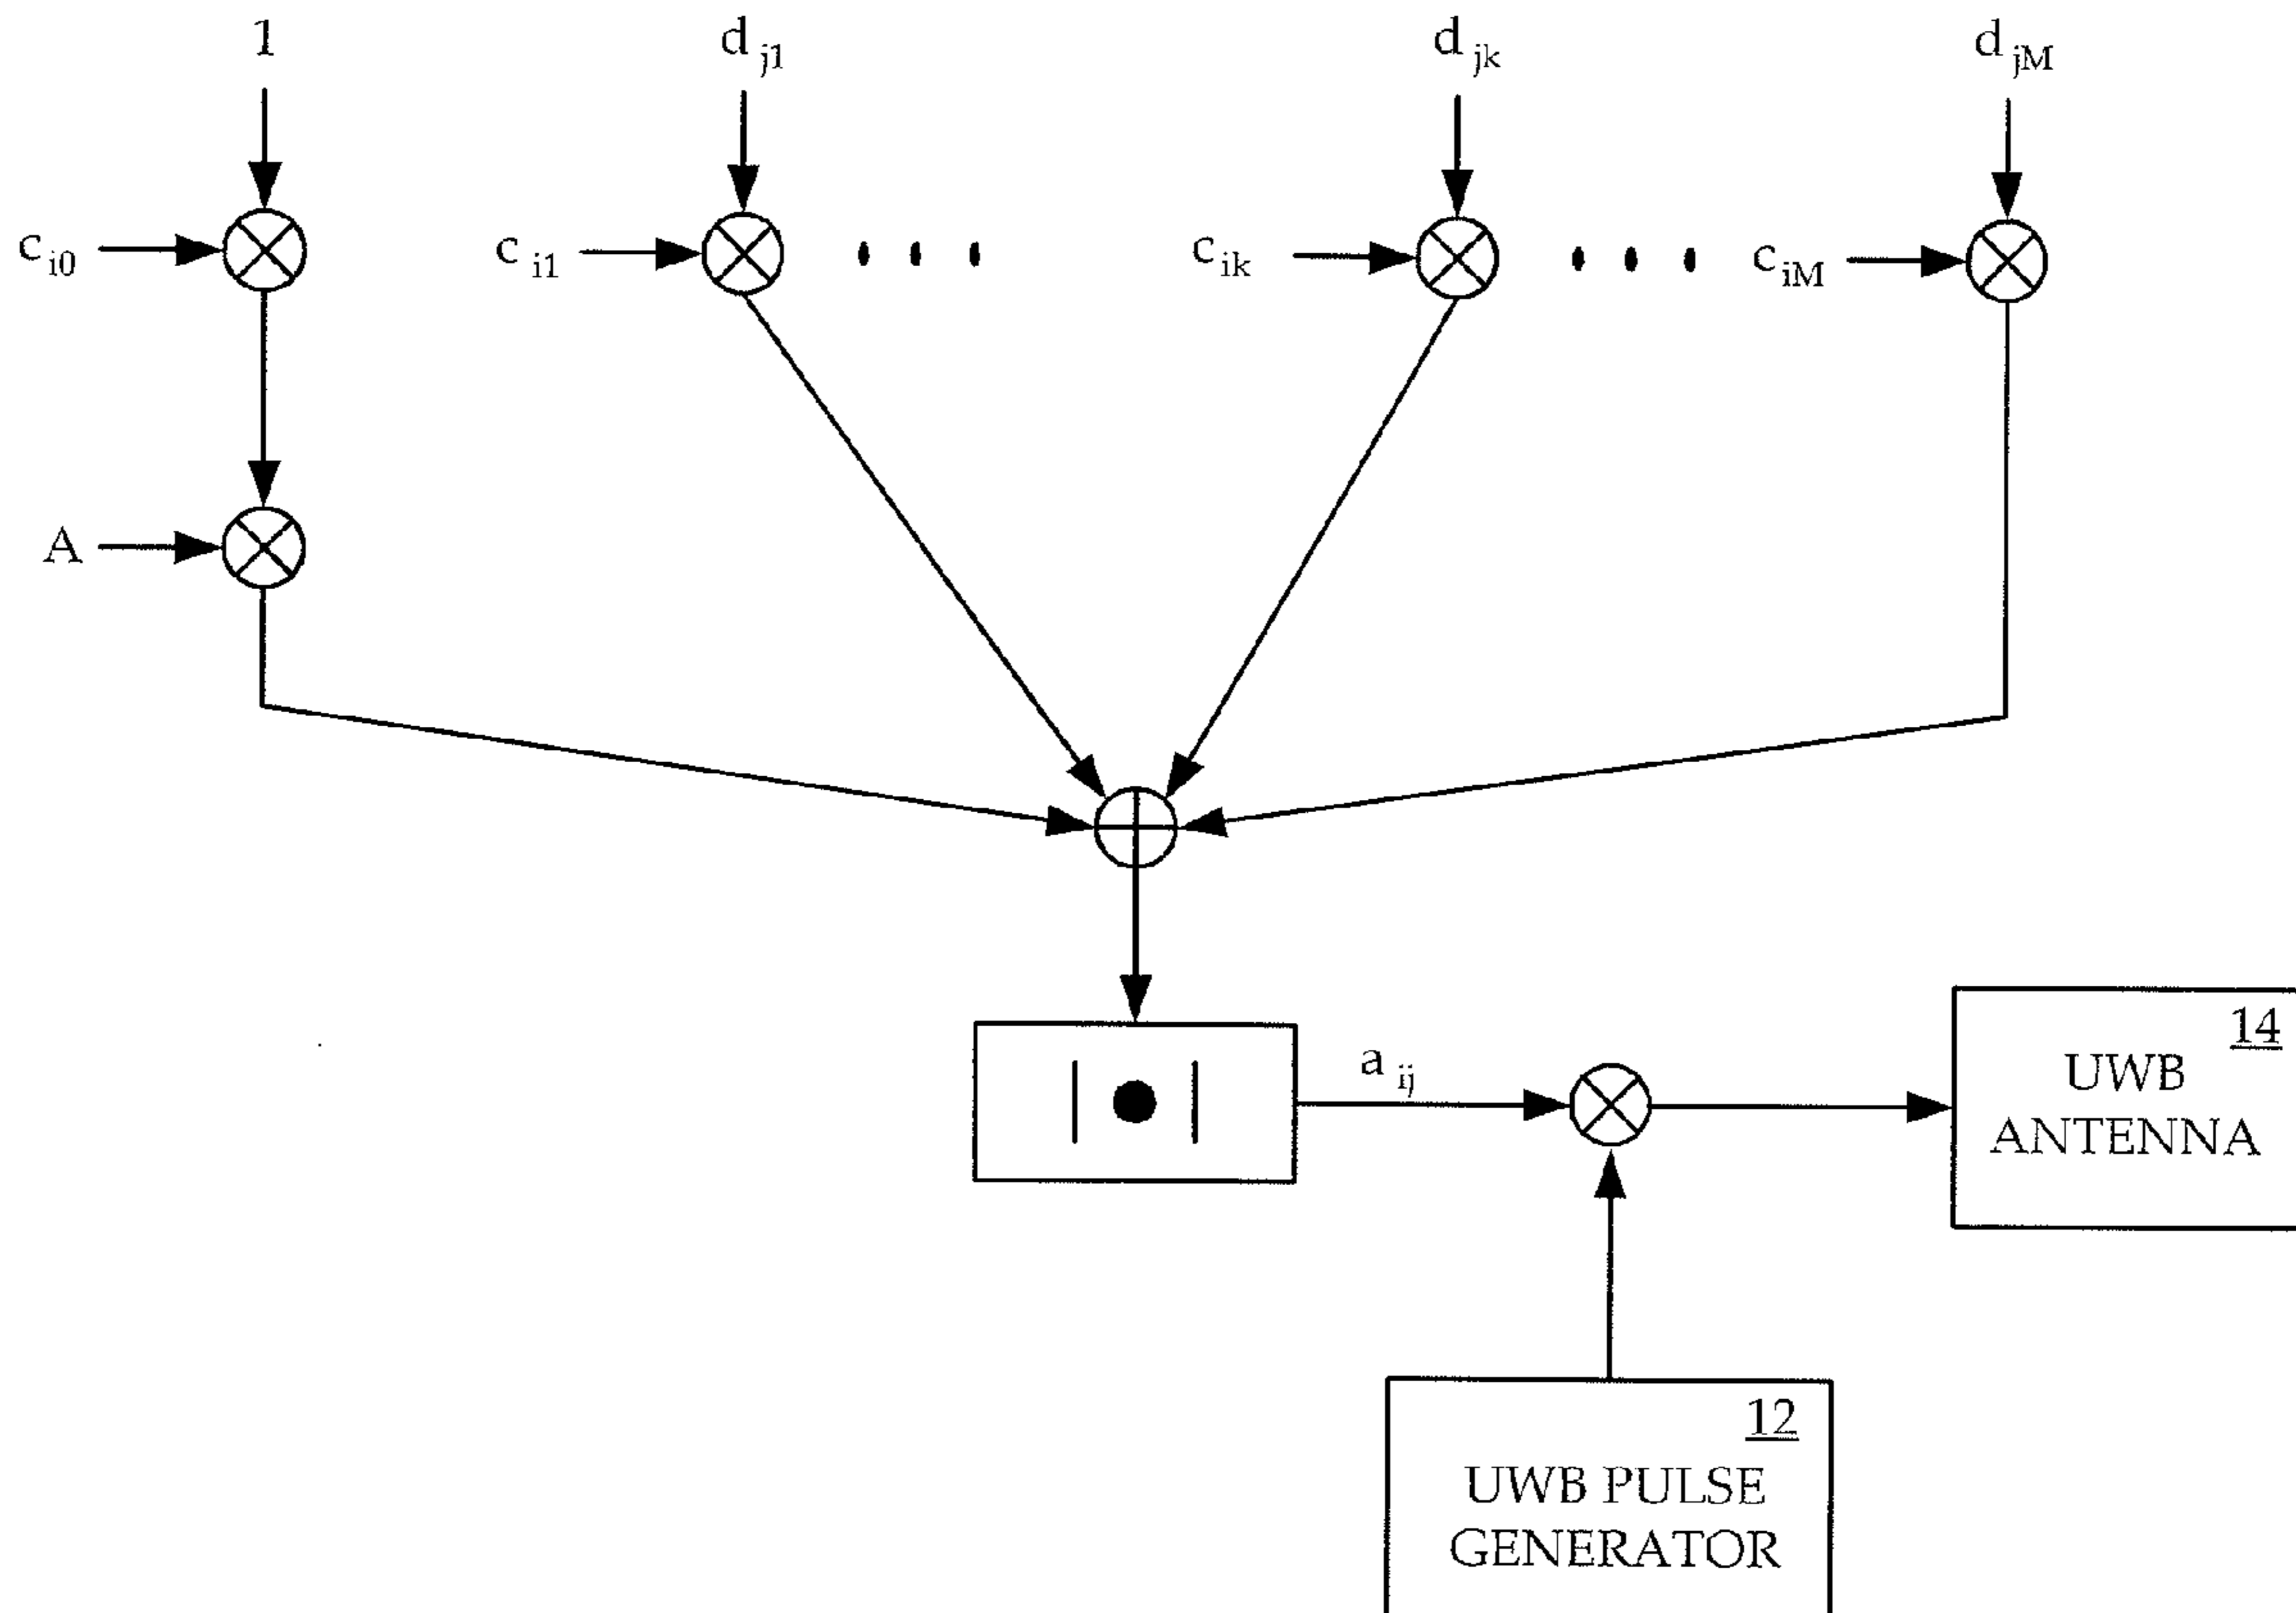 1 d j1 d jk d jM
c i0 c i1 • • • c ik • • • c iM
A
| • |
a ij
14
UWB
ANTENNA
12
UWB PULSE
GENERATOR